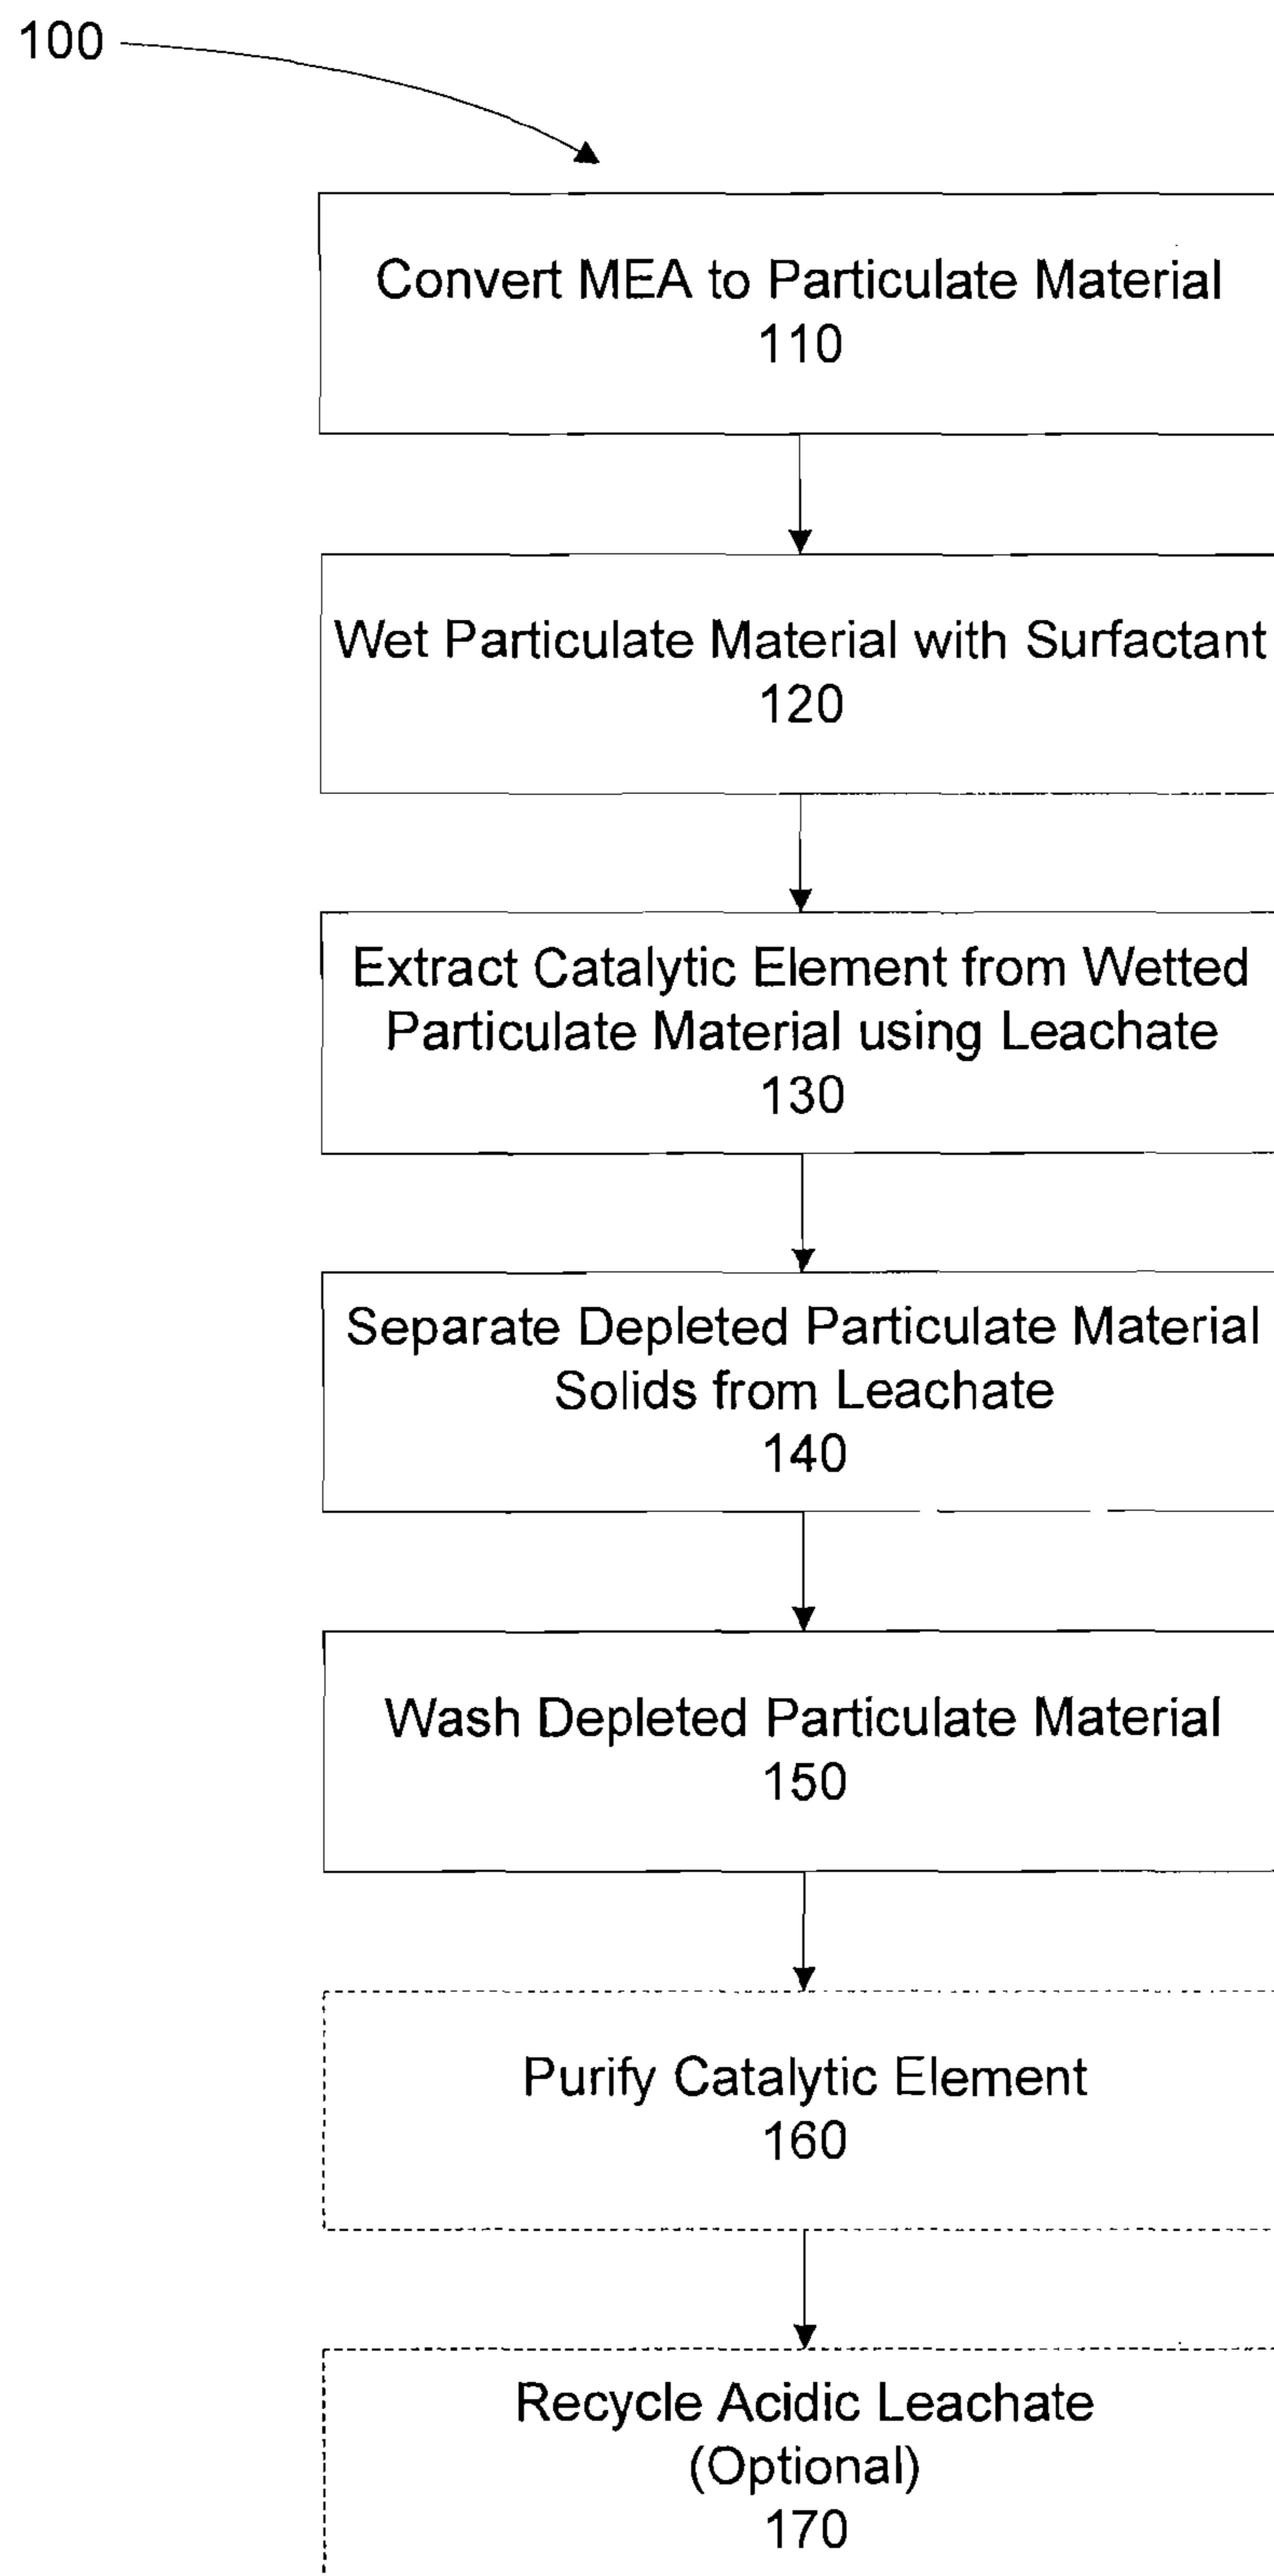 100
Convert MEA to Particulate Material
110
Wet Particulate Material with Surfactant
120
Extract Catalytic Element from Wetted
Particulate Material using Leachate
130
Separate Depleted Particulate Material
Solids from Leachate
140
Wash Depleted Particulate Material
150
Purify Catalytic Element
160
Recycle Acidic Leachate
(Optional)
170